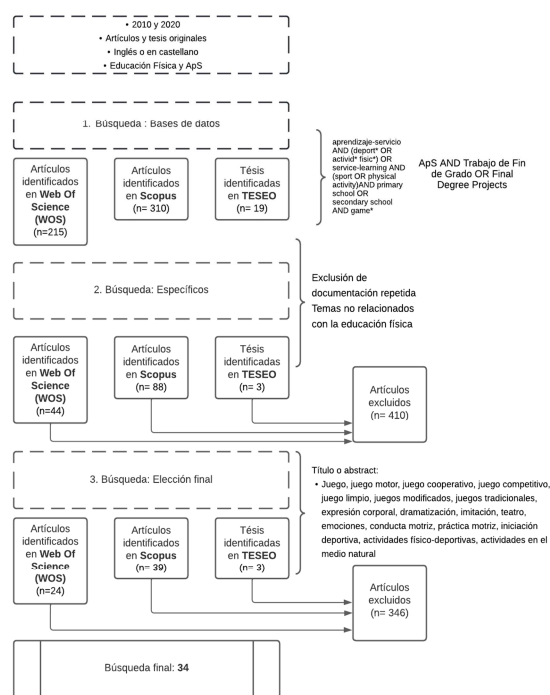 • 2010 y 2020
• Artículos y tesis originales
• Inglés o en castellano
• Educación Física y ApS
1. Búsqueda : Bases de datos
Artículos
identificados
en Web Of
Science
(WOS)
(n=215)
Artículos
identificados
en Scopus
(n= 310)
Tésis
identificados
en TESEO
(n= 19)
aprendizaje-servicio
AND (deport* OR
activid* fisic*) OR
service-learning AND
(sport OR physical
activity)AND primary
school OR
secondary school
AND game*
ApS AND Trabajo de Fin
de Grado OR Final
Degree Projects
Exclusión de
documentación repetida
Temas no relacionados
con la educación física
2. Búsqueda: Específicos
Artículos
identificados
en Web Of
Science
(WOS)
(n=44)
Artículos
identificados
en Scopus
(n= 88)
Tésis
identificadas
en TESEO
(n= 3)
Artículos
excluidos
(n= 410)
3. Búsqueda: Elección final
Título o abstract:
• Juego, juego motor, juego cooperativo, juego competitivo,
juego limpio, juegos modificados, juegos tradicionales,
expresión corporal, dramatización, imitación, teatro,
emociones, conducta motriz, práctica motriz, iniciación
deportiva, actividades físico-deportivas, actividades en el
medio natural
Artículos
identificados
en Web Of
Science
(WOS)
(n=24)
Artículos
identificados
en Scopus
(n= 39)
Tésis
identificadas
en TESEO
(n= 3)
Artículos
excluidos
(n= 346)
Búsqueda final: 34